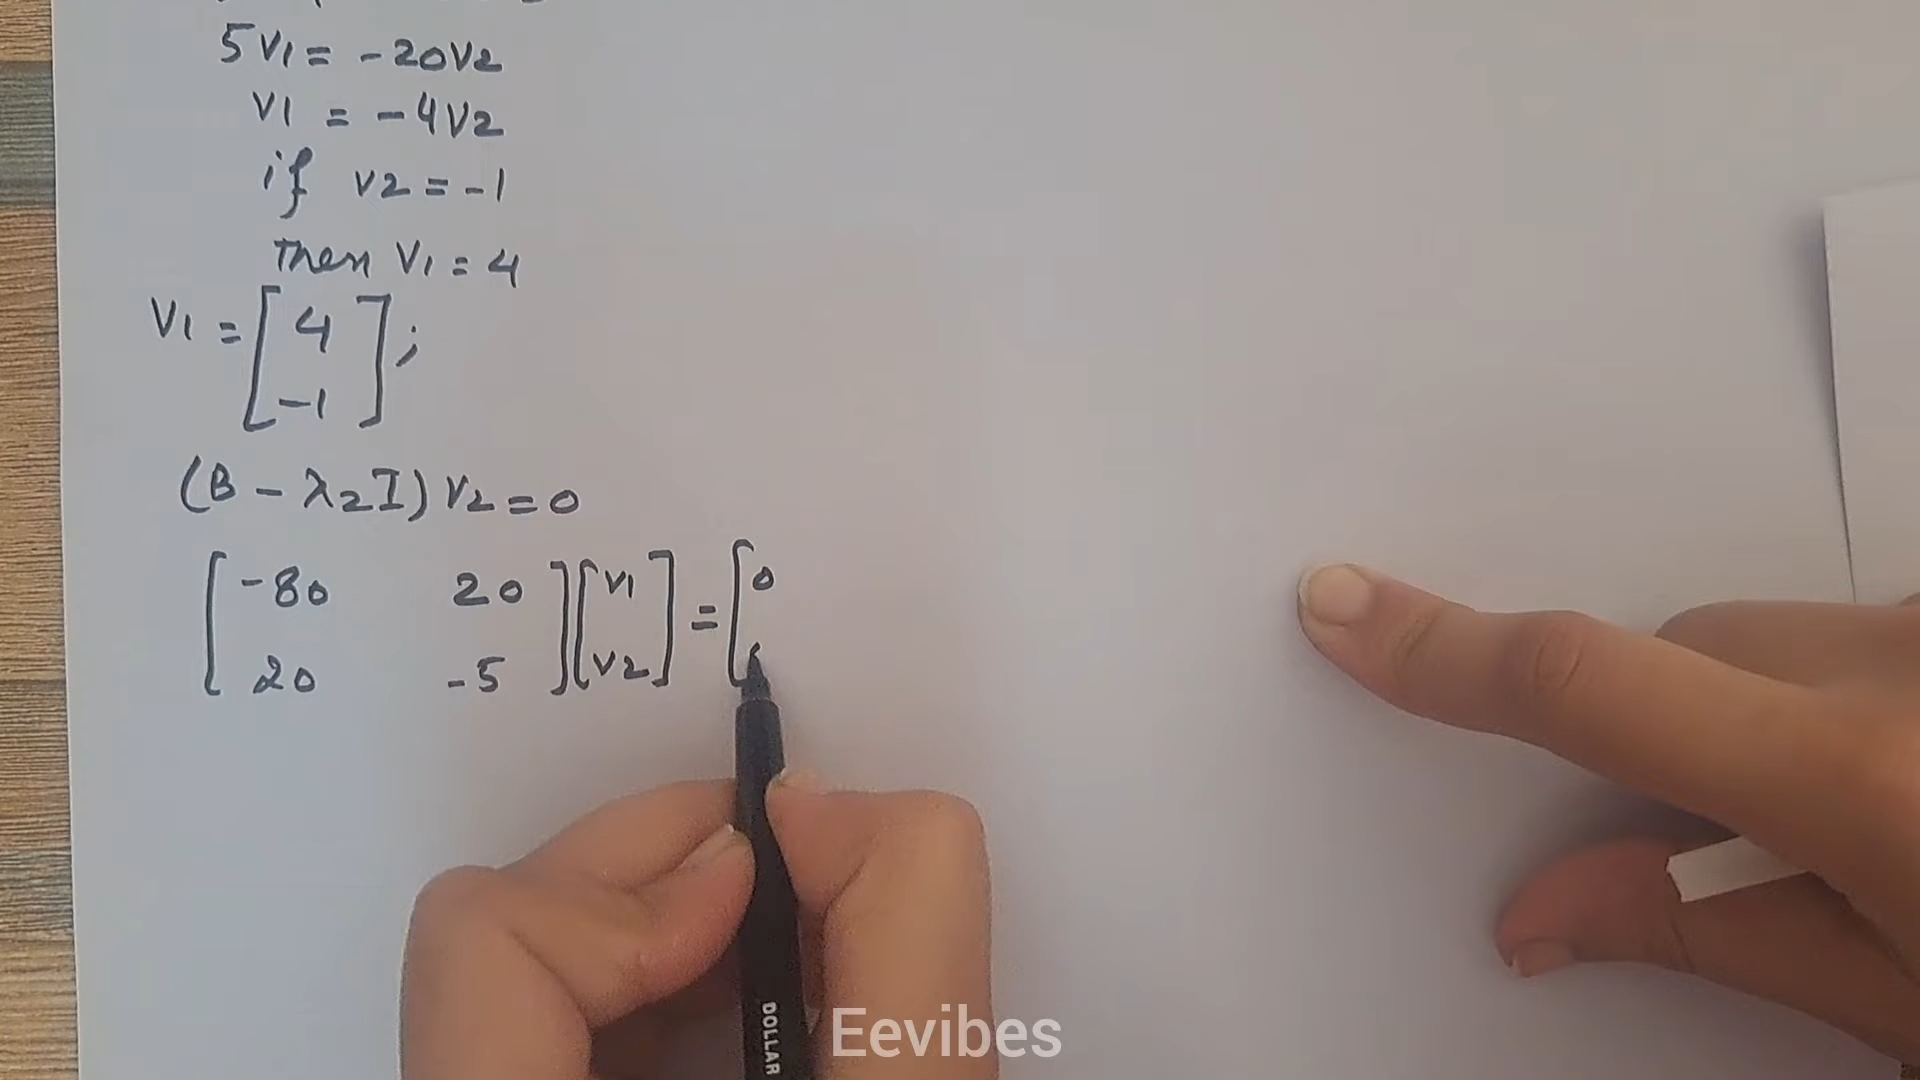 5V1 = -20V2
V1 = -4V2
if V2 = -1
Then V1 = 4
V1 = [4
-1];
(B - λ2I) V2 = 0
[-80 20] [V1] = [0
[20 -5] [V2]
DOLLAR
Eevibes